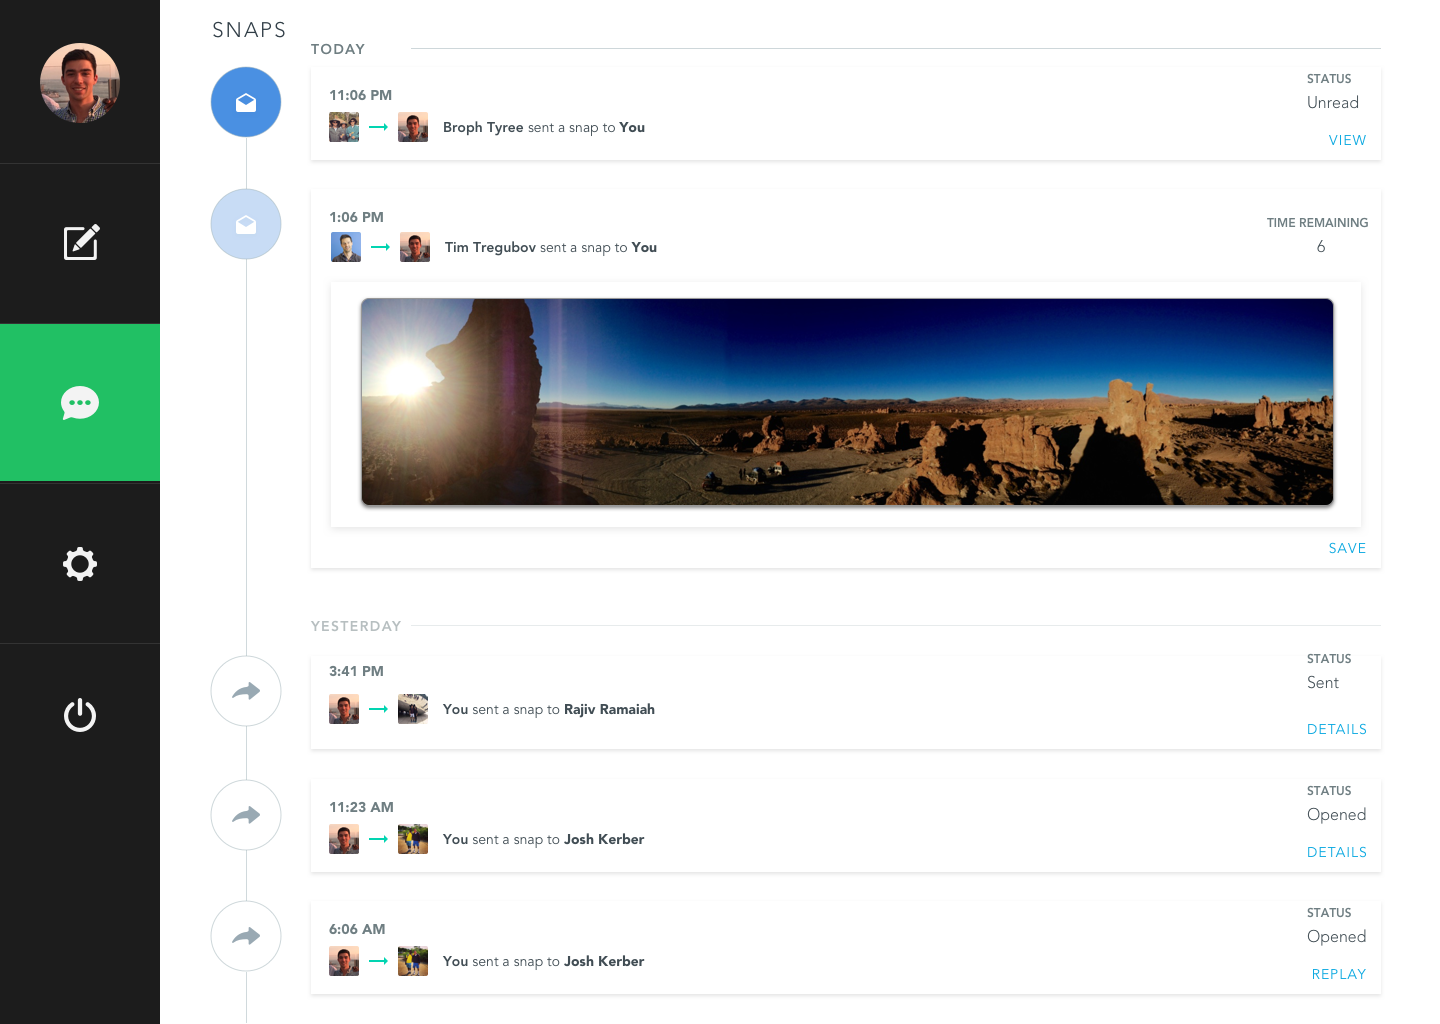 SNAPS
TODAY
11:06 PM
Broph Tyree sent a snap to You
STATUS
Unread
VIEW
1:06 PM
Tim Tregubov sent a snap to You
TIME REMAINING
6
SAVE
YESTERDAY
3:41 PM
You sent a snap to Rajiv Ramaiah
STATUS
Sent
DETAILS
11:23 AM
You sent a snap to Josh Kerber
STATUS
Opened
DETAILS
6:06 AM
You sent a snap to Josh Kerber
STATUS
Opened
REPLAY